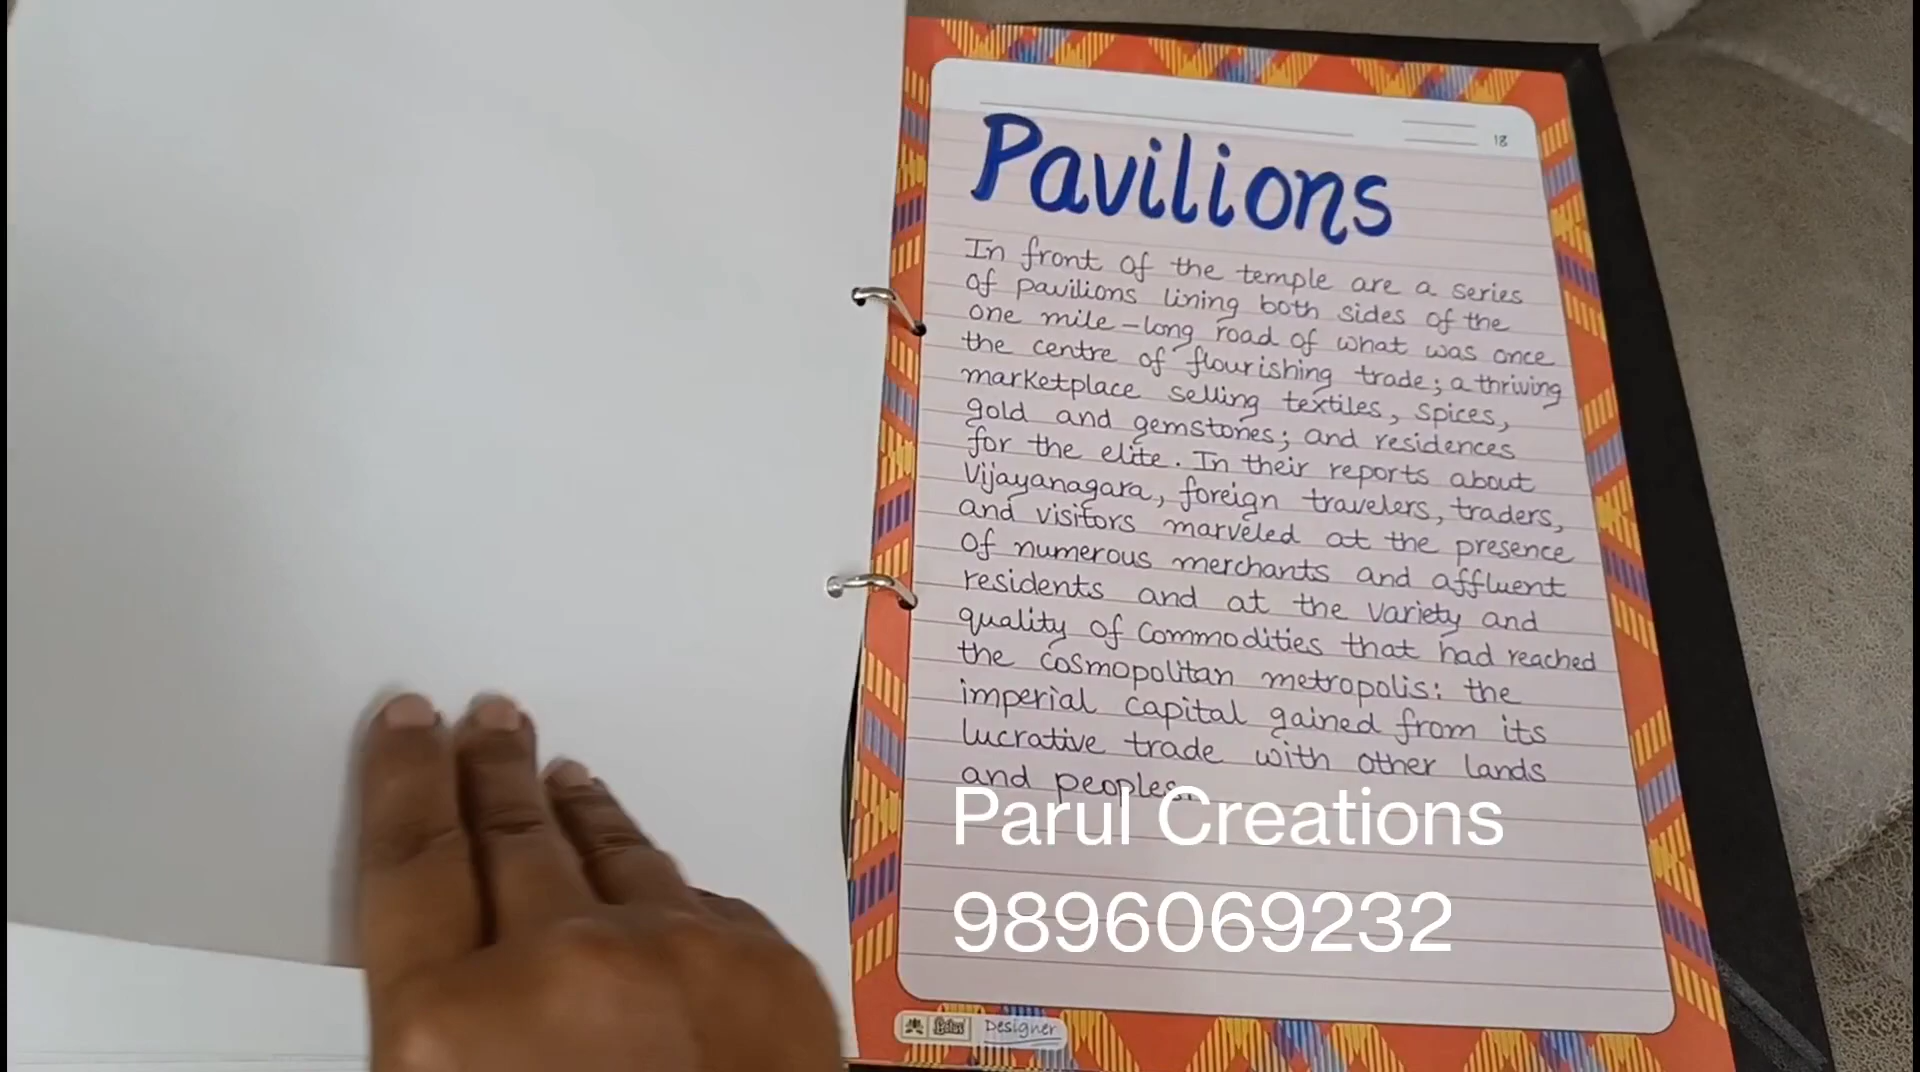 18
Pavilions
In front of the temple are a series
of pavilions lining both sides of the
one mile-long road of what was once
the centre of flourishing trade; a thriving
marketplace selling textiles, spices,
gold and gemstones; and residences
for the elite. In their reports about
Vijayanagara, foreign travelers, traders,
and visitors marveled at the presence
of numerous merchants and affluent
residents and at the variety and
quality of commodities that had reached
the cosmopolitan metropolis: the
imperial capital gained from its
lucrative trade with other lands
and peoples.
Parul Creations
9896069232
Designer